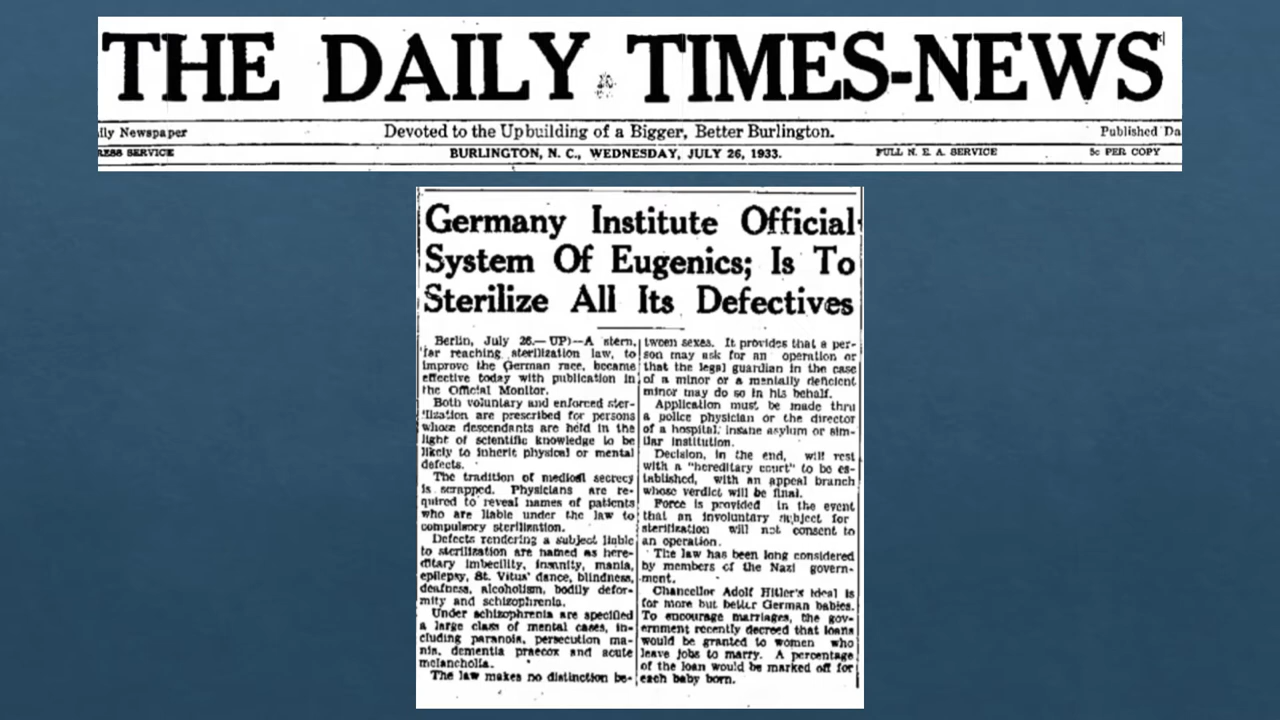 THE DAILY TIMES-NEWS
ily Newspaper
Devoted to the Upbuilding of a Bigger, Better Burlington.
Published Da
RESS SERVICE
BURLINGTON, N. C., WEDNESDAY, JULY 26, 1933.
FULL N. E. A. SERVICE
5c PER COPY
Germany Institute Official
System Of Eugenics; Is To
Sterilize All Its Defectives
Berlin, July 26.—UP)—A stern,
far reaching sterilization law, to
improve the German race, became
effective today with publication in
the Official Monitor.
Both voluntary and enforced ster-
ilization are prescribed for persons
whose descendants are held in the
light of scientific knowledge to be
likely to inherit physical or mental
defects.
The tradition of medical secrecy
is scrapped. Physicians are re-
quired to reveal names of patients
who are liable under the law to
compulsory sterilization.
Defects rendering a subject liable
to sterilization are named as here-
ditary imbecility, insanity, mania,
epilepsy, St. Vitus' dance, blindness,
deafness, alcoholism, bodily defor-
mity and schizophrenia.
Under schizophrenia are specified
a large class of mental cases, in-
cluding paranoia, persecution ma-
nia, dementia praecox and acute
melancholia.
The law makes no distinction be-
tween sexes. It provides that a per-
son may ask for an operation or
that the legal guardian in the case
of a minor or a mentally deficient
minor may do so in his behalf.
Application must be made thru
a police physician or the director
of a hospital, insane asylum or sim-
ilar institution.
Decision, in the end, will rest
with a "hereditary court" to be es-
tablished, with an appeal branch
whose verdict will be final.
Force is provided in the event
that an involuntary subject for
sterilization will not consent to
an operation.
The law has been long considered
by members of the Nazi govern-
ment.
Chancellor Adolf Hitler's ideal is
for more but better German babies.
To encourage marriages, the gov-
ernment recently decreed that loans
would be granted to women who
leave jobs to marry. A percentage
of the loan would be marked off for
each baby born.